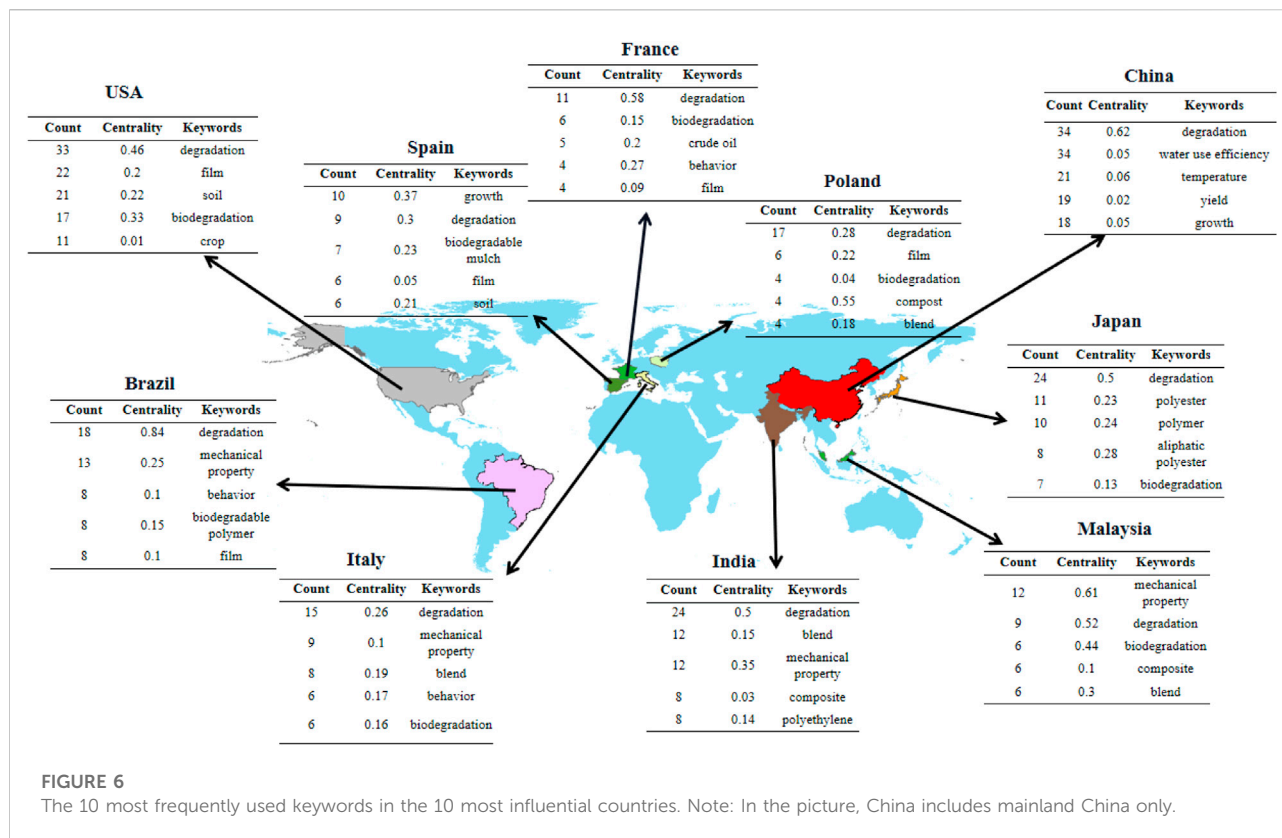 France
Count Centrality Keywords
11 0.58 degradation
6 0.15 biodegradation
5 0.2 crude oil
4 0.27 behavior
4 0.09 film
China
Count Centrality Keywords
34 0.62 degradation
34 0.05 water use efficiency
21 0.06 temperature
19 0.02 yield
18 0.05 growth
USA
Count Centrality Keywords
33 0.46 degradation
22 0.2 film
21 0.22 soil
17 0.33 biodegradation
11 0.01 crop
Spain
Count Centrality Keywords
10 0.37 growth
9 0.3 degradation
7 0.23 biodegradable
mulch
6 0.05 film
6 0.21 soil
Poland
Count Centrality Keywords
17 0.28 degradation
6 0.22 film
4 0.04 biodegradation
4 0.55 compost
4 0.18 blend
Japan
Count Centrality Keywords
24 0.5 degradation
11 0.23 polyester
10 0.24 polymer
8 0.28 aliphatic
polyester
7 0.13 biodegradation
Brazil
Count Centrality Keywords
18 0.84 degradation
13 0.25 mechanical
property
8 0.1 behavior
8 0.15 biodegradable
polymer
8 0.1 film
Italy
Count Centrality Keywords
15 0.26 degradation
9 0.1 mechanical
property
8 0.19 blend
6 0.17 behavior
6 0.16 biodegradation
India
Count Centrality Keywords
24 0.5 degradation
12 0.15 blend
12 0.35 mechanical
property
8 0.03 composite
8 0.14 polyethylene
Malaysia
Count Centrality Keywords
12 0.61 mechanical
property
9 0.52 degradation
6 0.44 biodegradation
6 0.1 composite
6 0.3 blend
FIGURE 6
The 10 most frequently used keywords in the 10 most influential countries. Note: In the picture, China includes mainland China only.